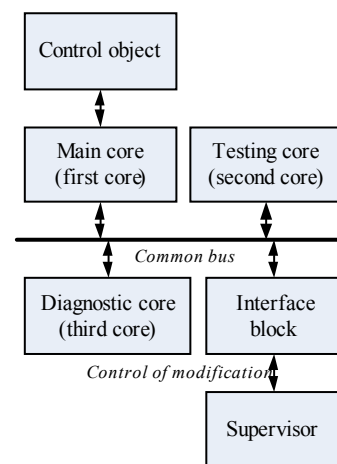 Control object
Main core
(first core)
Testing core
(second core)
Common bus
Diagnostic core
(third core)
Interface
block
Control of modification
Supervisor